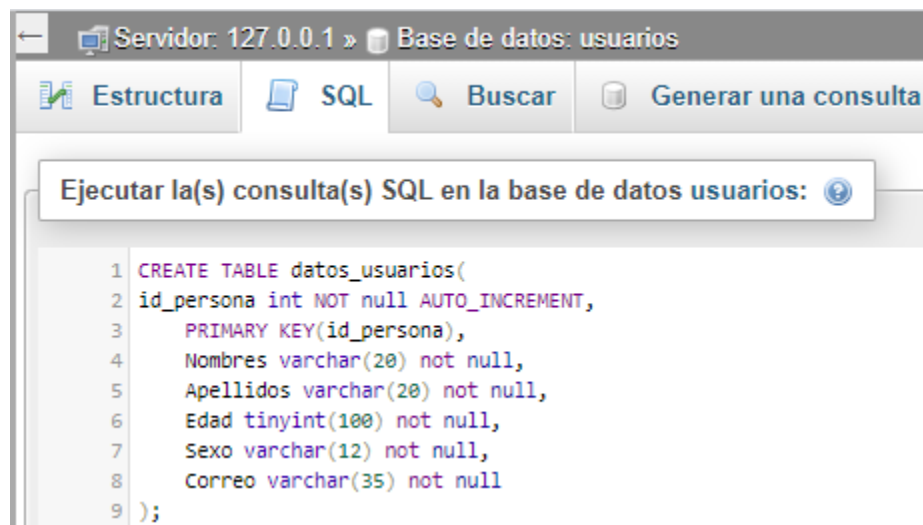 ← Servidor: 127.0.0.1 » Base de datos: usuarios
Estructura SQL Buscar Generar una consulta
Ejecutar la(s) consulta(s) SQL en la base de datos usuarios:
1 CREATE TABLE datos_usuarios(
2 id_persona int NOT null AUTO_INCREMENT,
3 PRIMARY KEY(id_persona),
4 Nombres varchar(20) not null,
5 Apellidos varchar(20) not null,
6 Edad tinyint(100) not null,
7 Sexo varchar(12) not null,
8 Correo varchar(35) not null
9 );